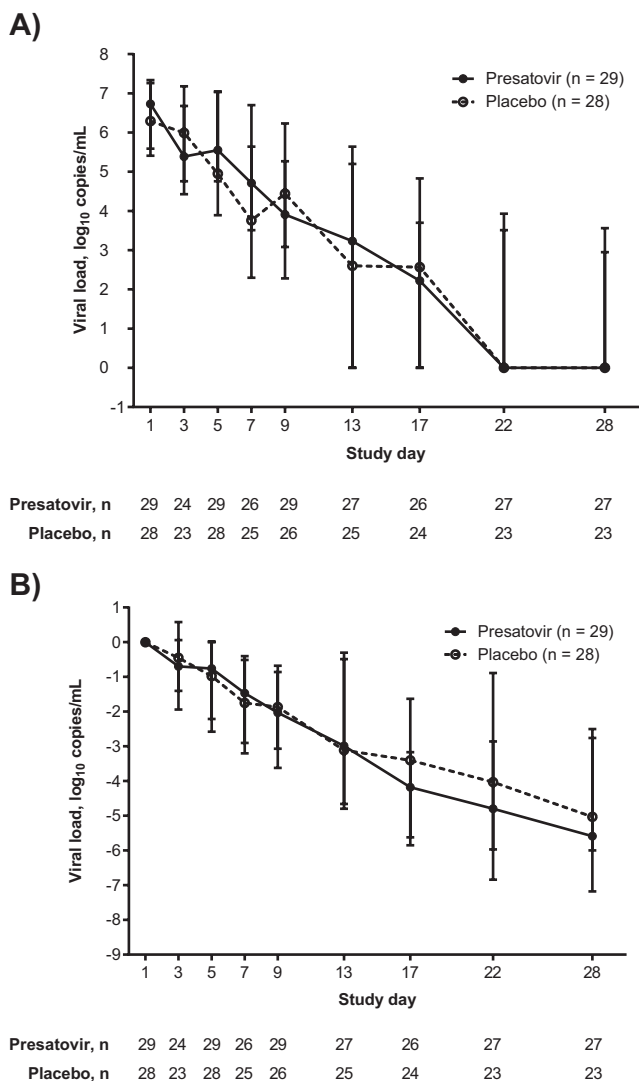 A)
8
7
6
5
4
3
2
1
0
-1
Viral load, log10 copies/mL
Presatovir (n = 29)
Placebo (n = 28)
1 3 5 7 9 13 17 22 28
Study day
Presatovir, n 29 24 29 26 29 27 26 27 27
Placebo, n 28 23 28 25 26 25 24 23 23
B)
1
0
-1
-2
-3
-4
-5
-6
-7
-8
-9
Viral load, log10 copies/mL
Presatovir (n = 29)
Placebo (n = 28)
1 3 5 7 9 13 17 22 28
Study day
Presatovir, n 29 24 29 26 29 27 26 27 27
Placebo, n 28 23 28 25 26 25 24 23 23